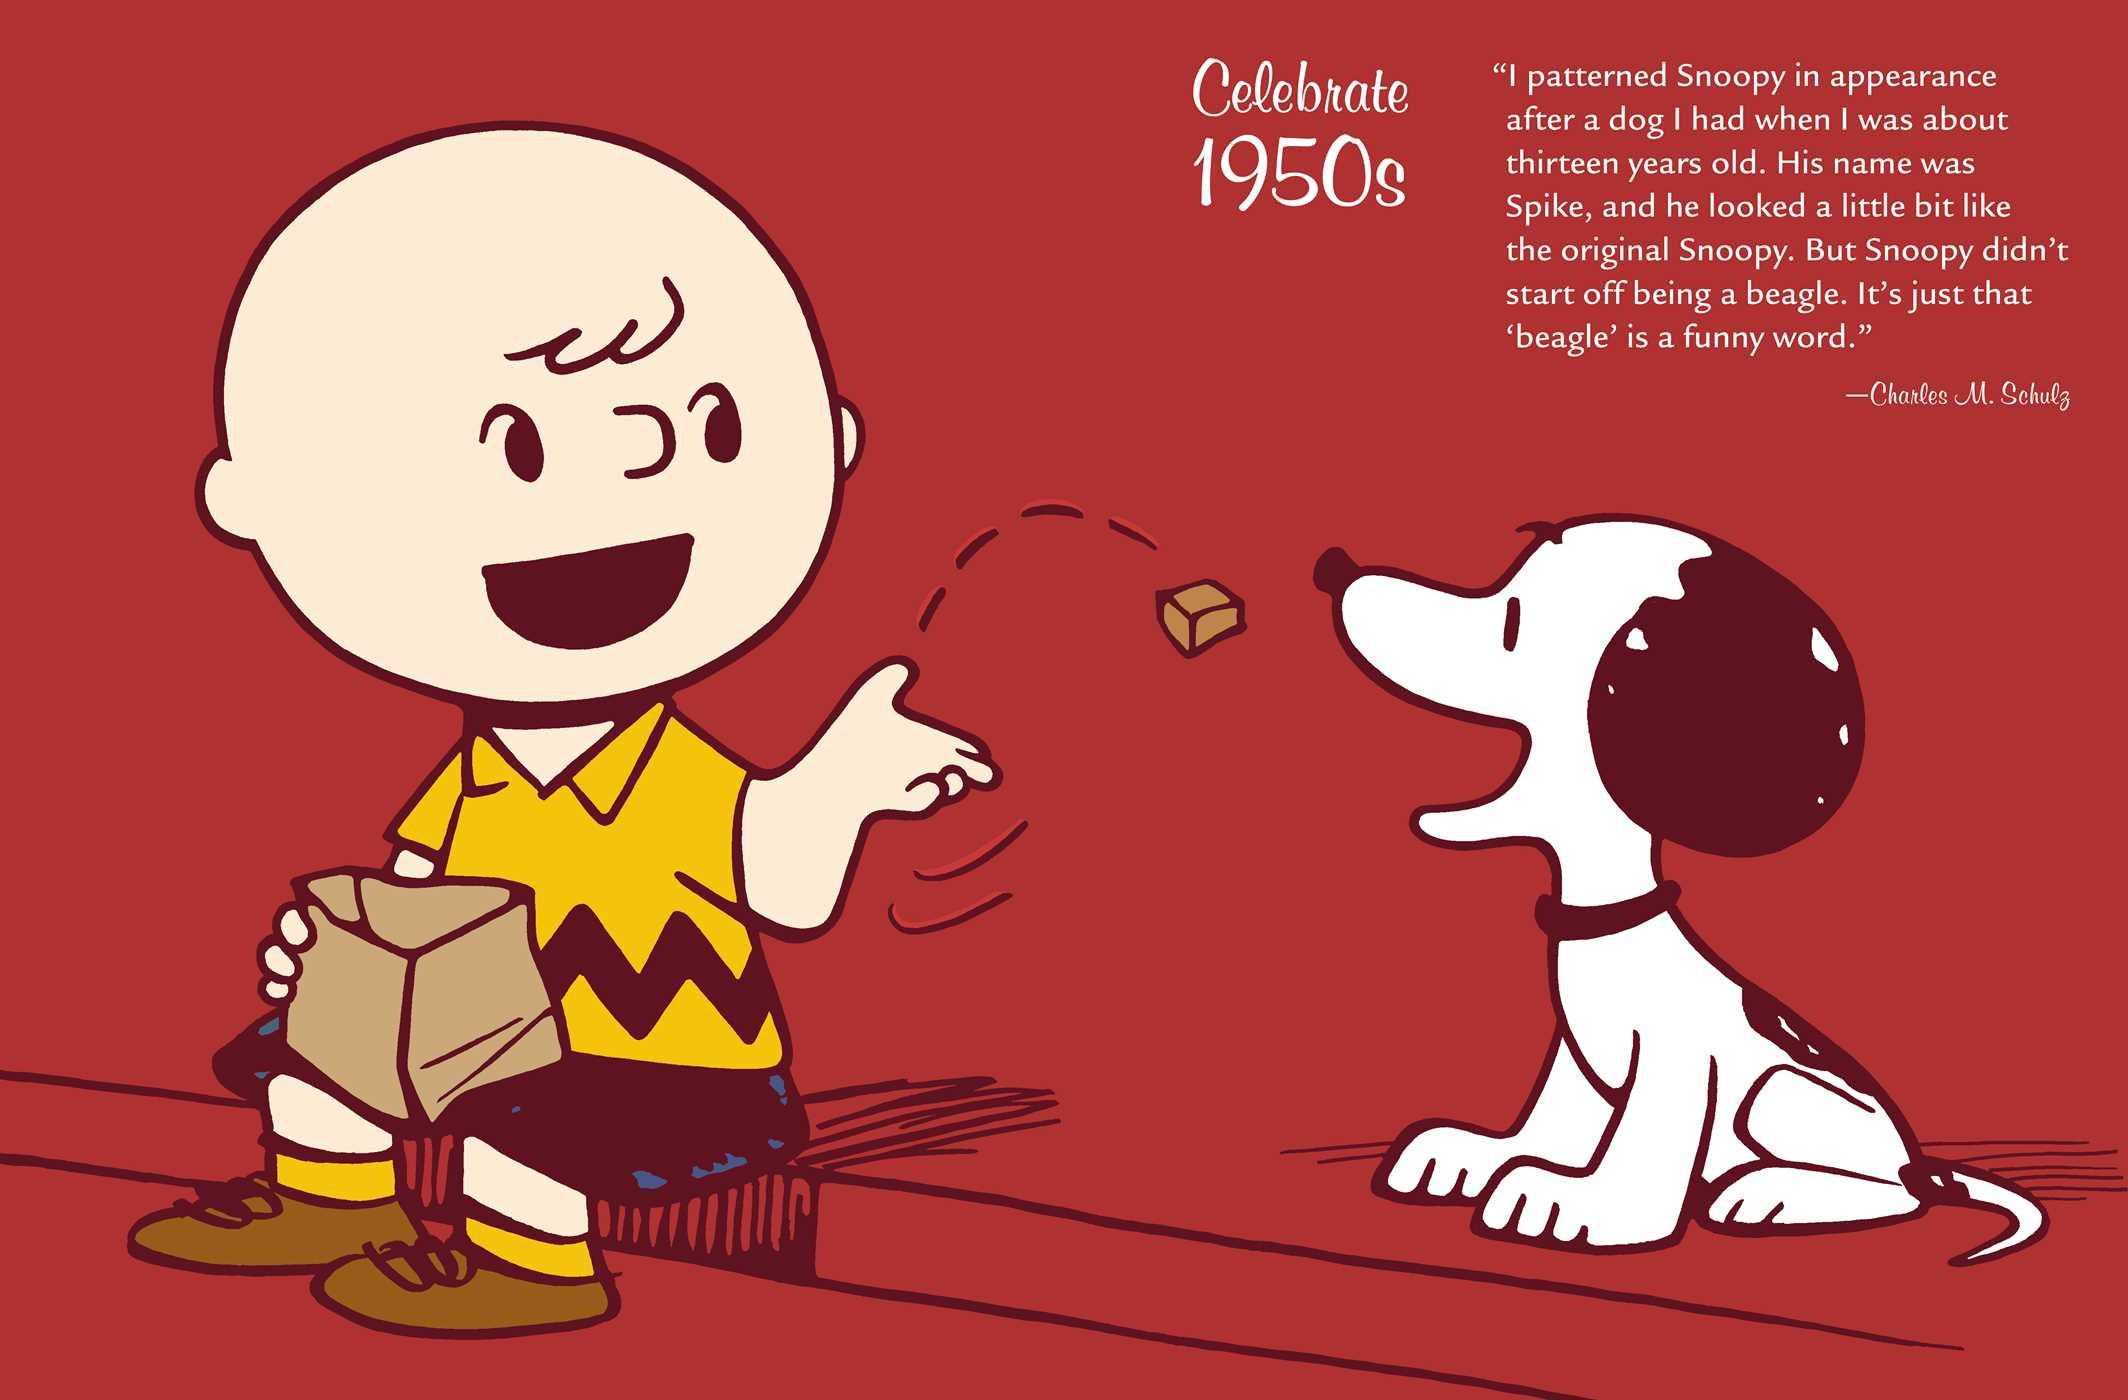 Celebrate
1950s
“I patterned Snoopy in appearance
after a dog I had when I was about
thirteen years old. His name was
Spike, and he looked a little bit like
the original Snoopy. But Snoopy didn’t
start off being a beagle. It’s just that
‘beagle’ is a funny word.”
—Charles M. Schulz